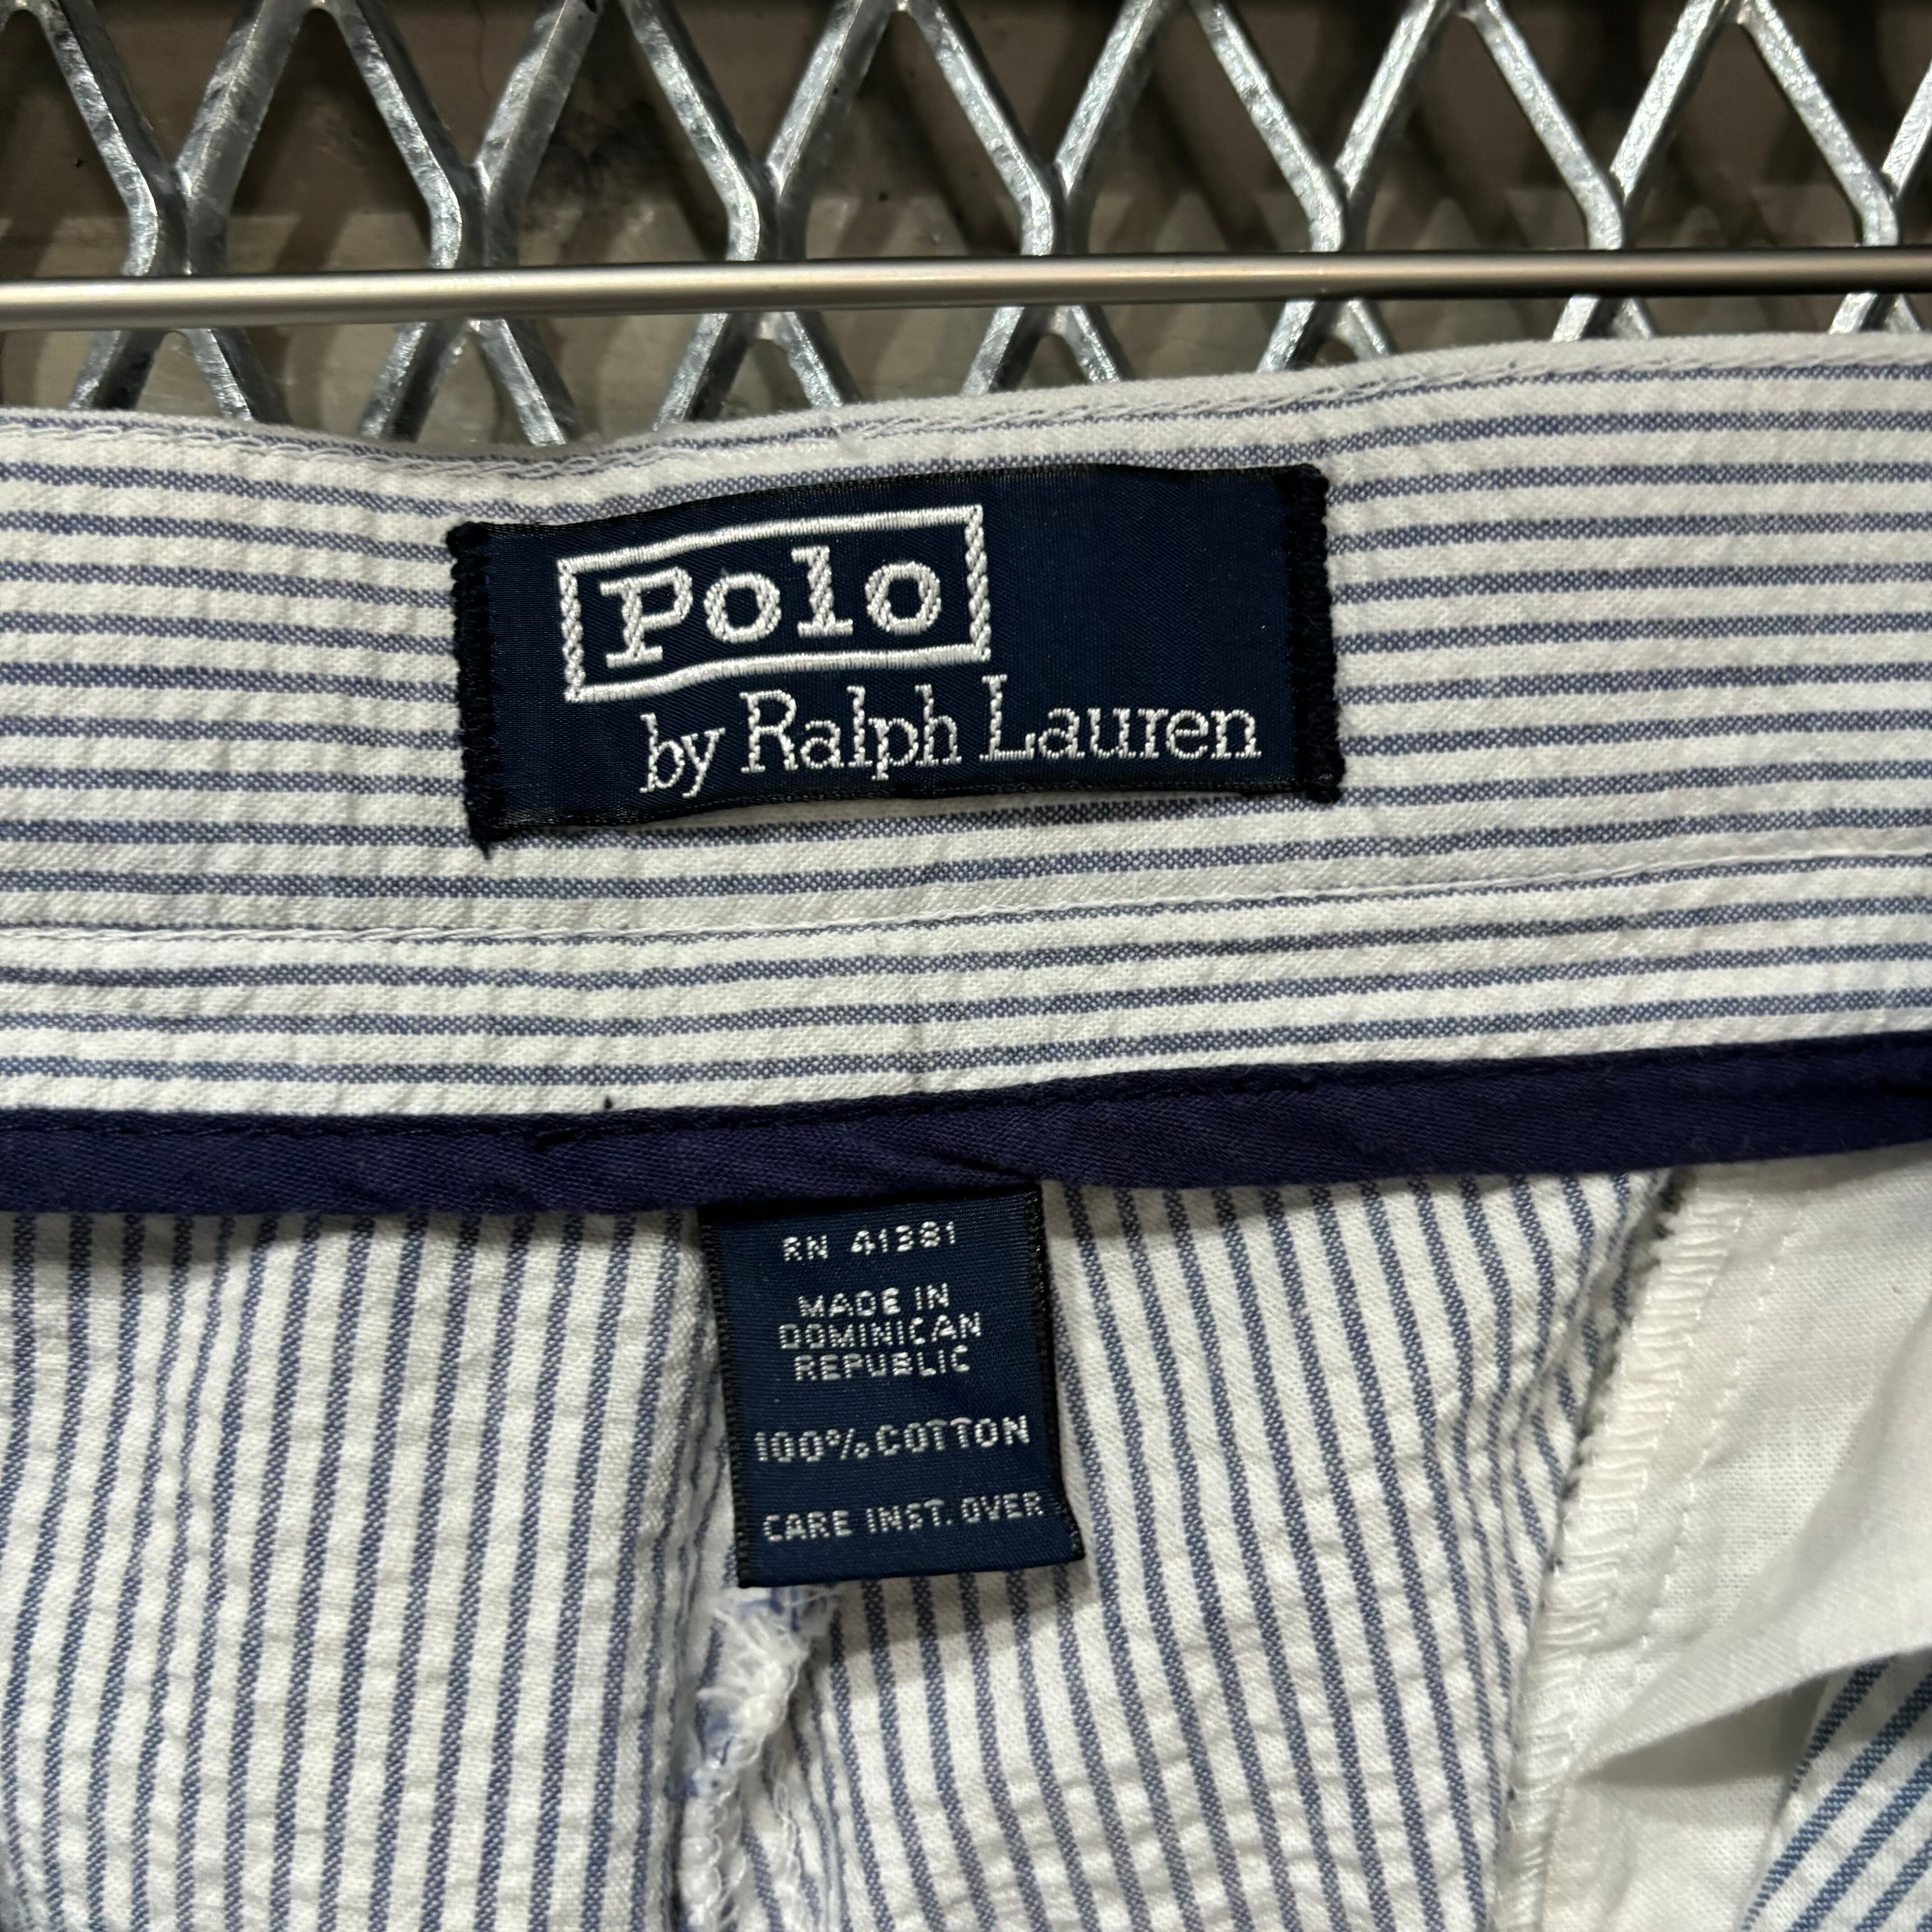 Polo
by Ralph Lauren
RN 41381
MADE IN
DOMINICAN
REPUBLIC
100% COTTON
CARE INST. OVER